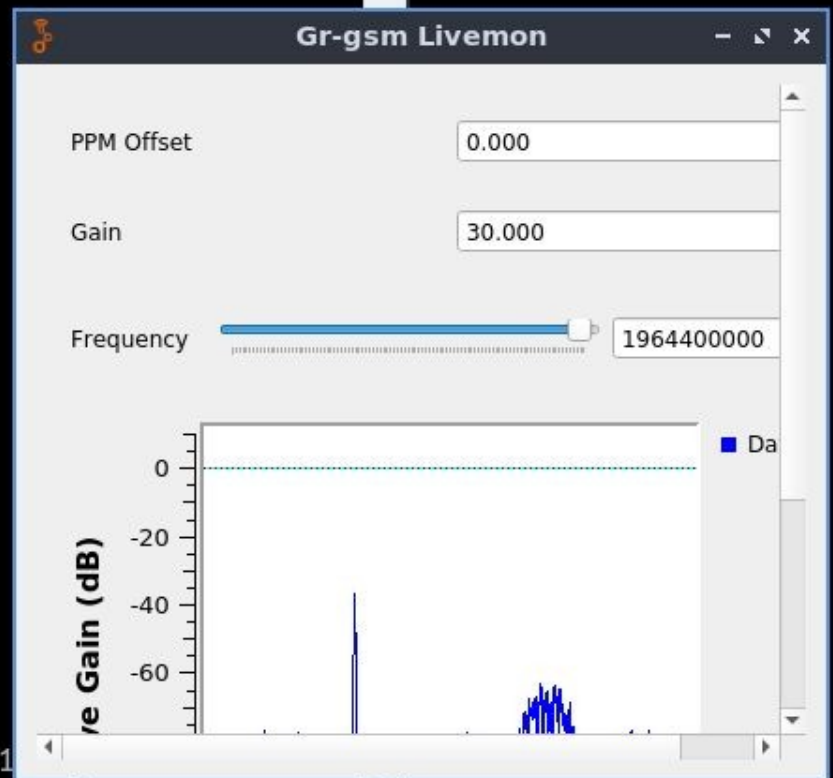 Gr-gsm Livemon
PPM Offset 0.000
Gain 30.000
Frequency 1964400000
Da
0
-20
-40
-60
ve Gain (dB)
1